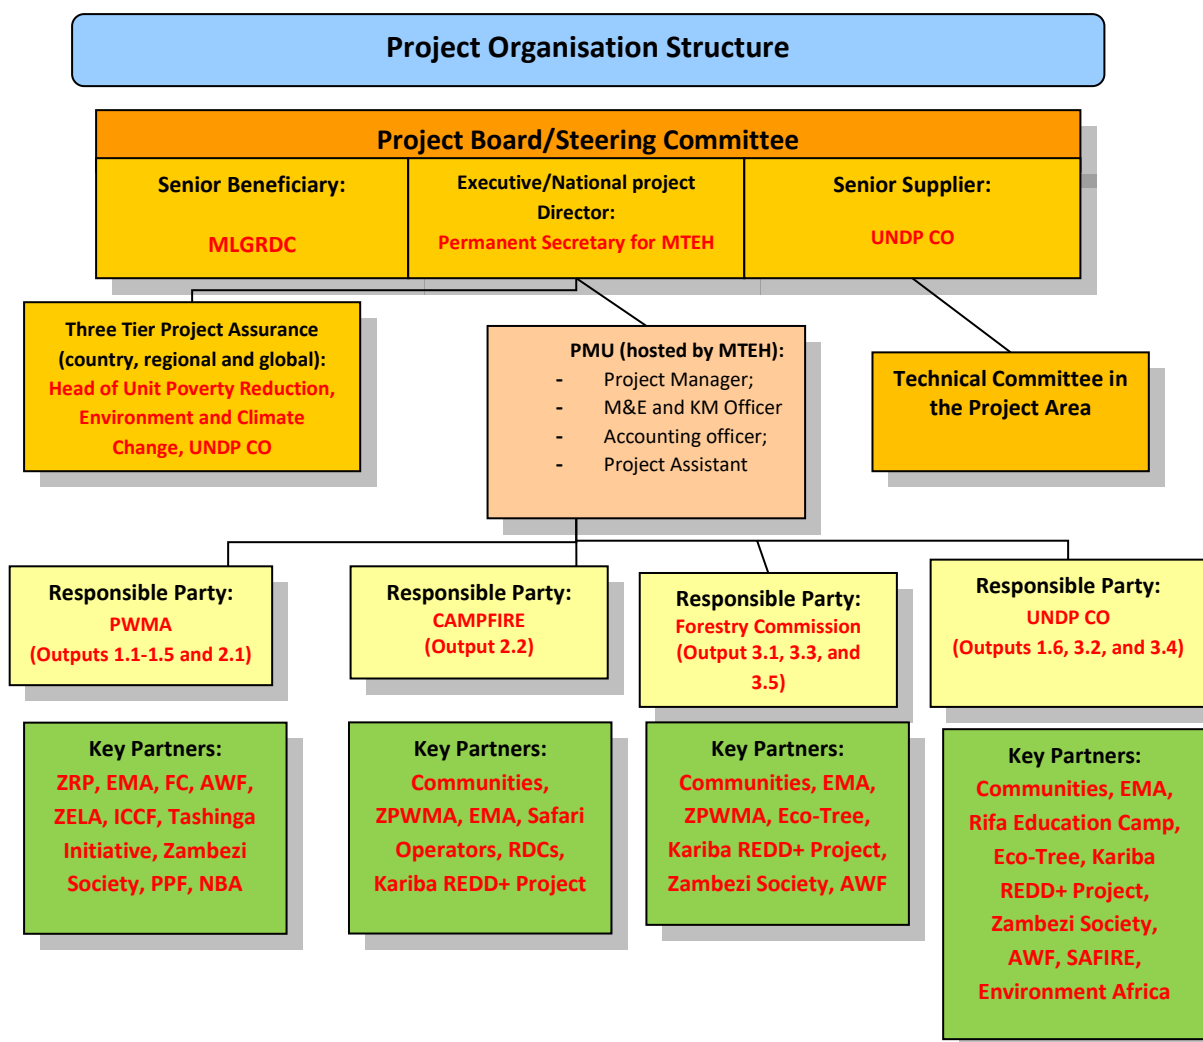 Project Organisation Structure
Project Board/Steering Committee
Senior Beneficiary:
MLGRDC
Executive/National project
Director:
Permanent Secretary for MTEH
Senior Supplier:
UNDP CO
Three Tier Project Assurance
(country, regional and global):
Head of Unit Poverty Reduction,
Environment and Climate
Change, UNDP CO
PMU (hosted by MTEH):
- Project Manager;
- M&E and KM Officer
- Accounting officer;
- Project Assistant
Technical Committee in
the Project Area
Responsible Party:
PWMA
(Outputs 1.1-1.5 and 2.1)
Responsible Party:
CAMPFIRE
(Output 2.2)
Responsible Party:
Forestry Commission
(Output 3.1, 3.3, and
3.5)
Responsible Party:
UNDP CO
(Outputs 1.6, 3.2, and 3.4)
Key Partners:
ZRP, EMA, FC, AWF,
ZELA, ICCF, Tashinga
Initiative, Zambezi
Society, PPF, NBA
Key Partners:
Communities,
ZPWMA, EMA, Safari
Operators, RDCs,
Kariba REDD+ Project
Key Partners:
Communities, EMA,
ZPWMA, Eco-Tree,
Kariba REDD+ Project,
Zambezi Society, AWF
Key Partners:
Communities, EMA,
Rifa Education Camp,
Eco-Tree, Kariba
REDD+ Project,
Zambezi Society,
AWF, SAFIRE,
Environment Africa